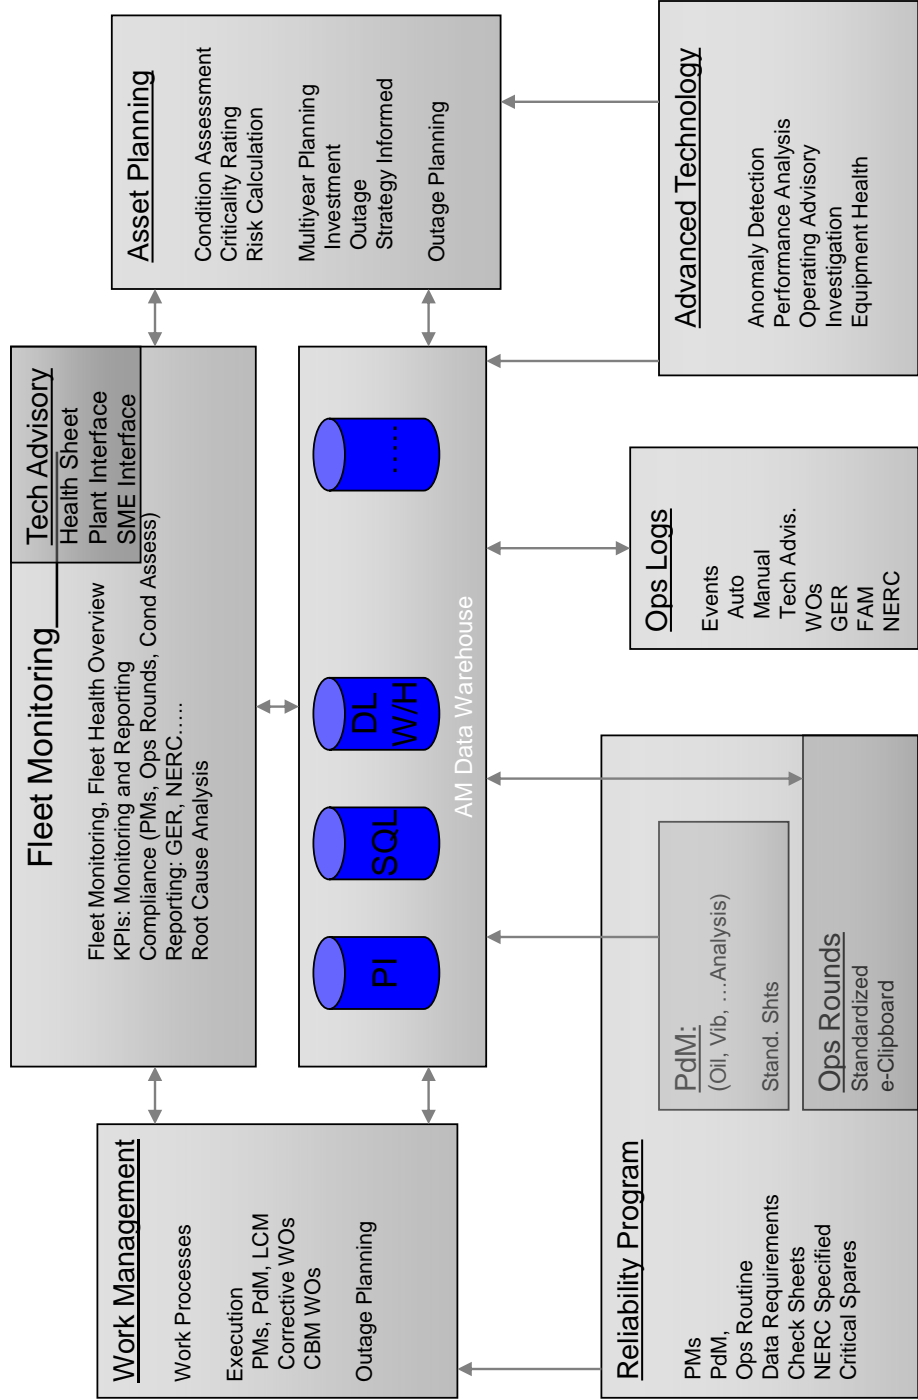 Work Management
Work Processes
Execution
PMs, PdM, LCM
Corrective WOs
CBM WOs
Outage Planning
Fleet Monitoring
Fleet Monitoring, Fleet Health Overview
KPIs: Monitoring and Reporting
Compliance (PMs, Ops Rounds, Cond Assess)
Reporting: GER, NERC…..
Root Cause Analysis
Tech Advisory
Health Sheet
Plant Interface
SME Interface
Asset Planning
Condition Assessment
Criticality Rating
Risk Calculation
Multiyear Planning
Investment
Outage
Strategy Informed
Outage Planning
PI
SQL
DL
W/H
……
AM Data Warehouse
Reliability Program
PMs
PdM,
Ops Routine
Data Requirements
Check Sheets
NERC Specified
Critical Spares
PdM:
(Oil, Vib, …Analysis)
Stand. Shts
Ops Rounds
Standardized
e-Clipboard
Ops Logs
Events
Auto
Manual
Tech Advis.
WOs
GER
FAM
NERC
Advanced Technology
Anomaly Detection
Performance Analysis
Operating Advisory
Investigation
Equipment Health